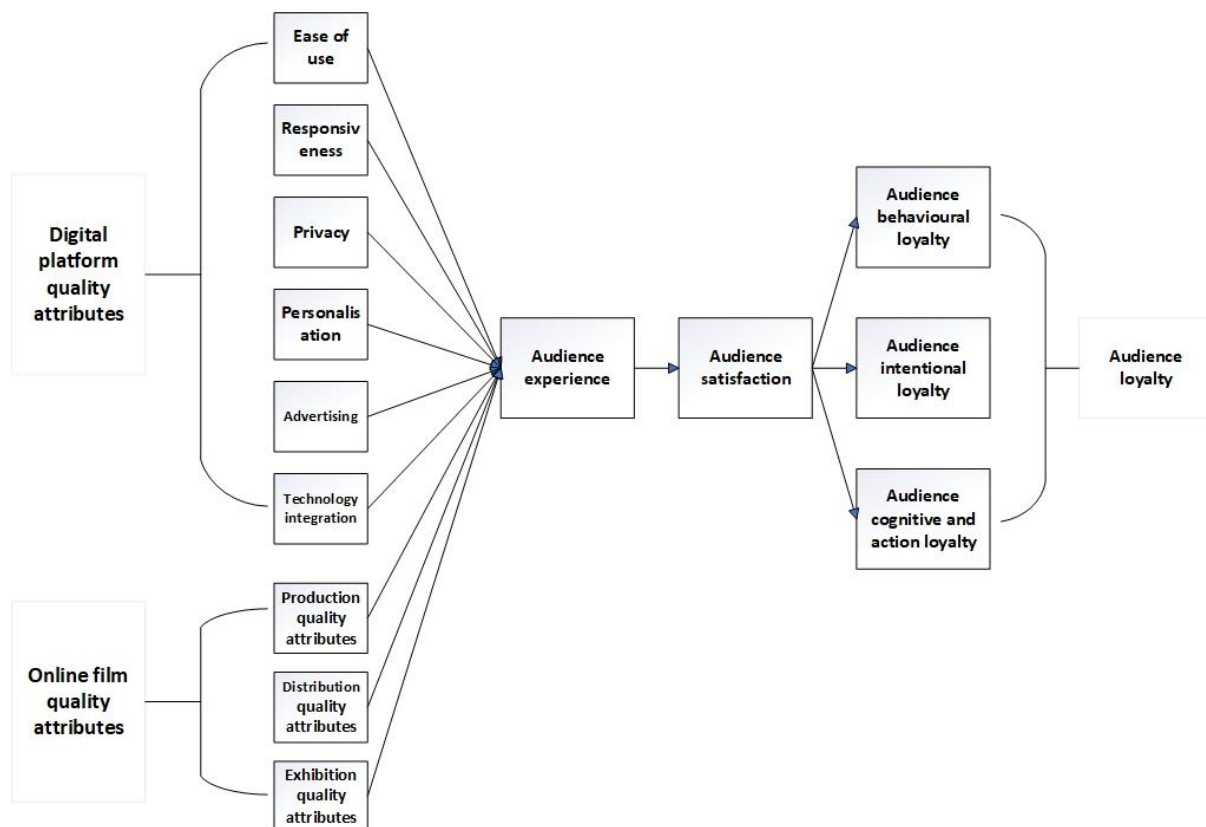 Ease of
use
Responsiv
eness
Privacy
Personalis
ation
Advertising
Technology
integration
Digital
platform
quality
attributes
Production
quality
attributes
Distribution
quality
attributes
Exhibition
quality
attributes
Online film
quality
attributes
Audience
experience
Audience
satisfaction
Audience
behavioural
loyalty
Audience
intentional
loyalty
Audience
cognitive and
action loyalty
Audience
loyalty